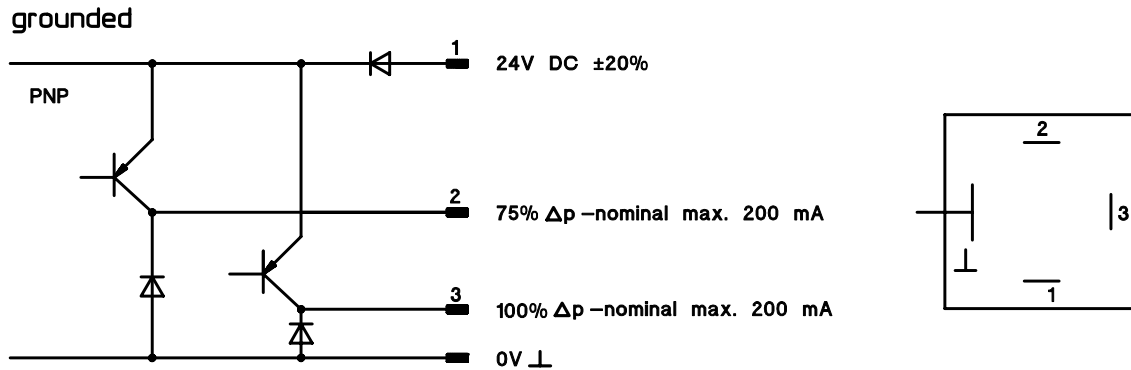 grounded
1 24V DC ±20%
PNP
2 75% Δp-nominal max. 200 mA
3 100% Δp-nominal max. 200 mA
0V ⊥
2
3
⊥
1